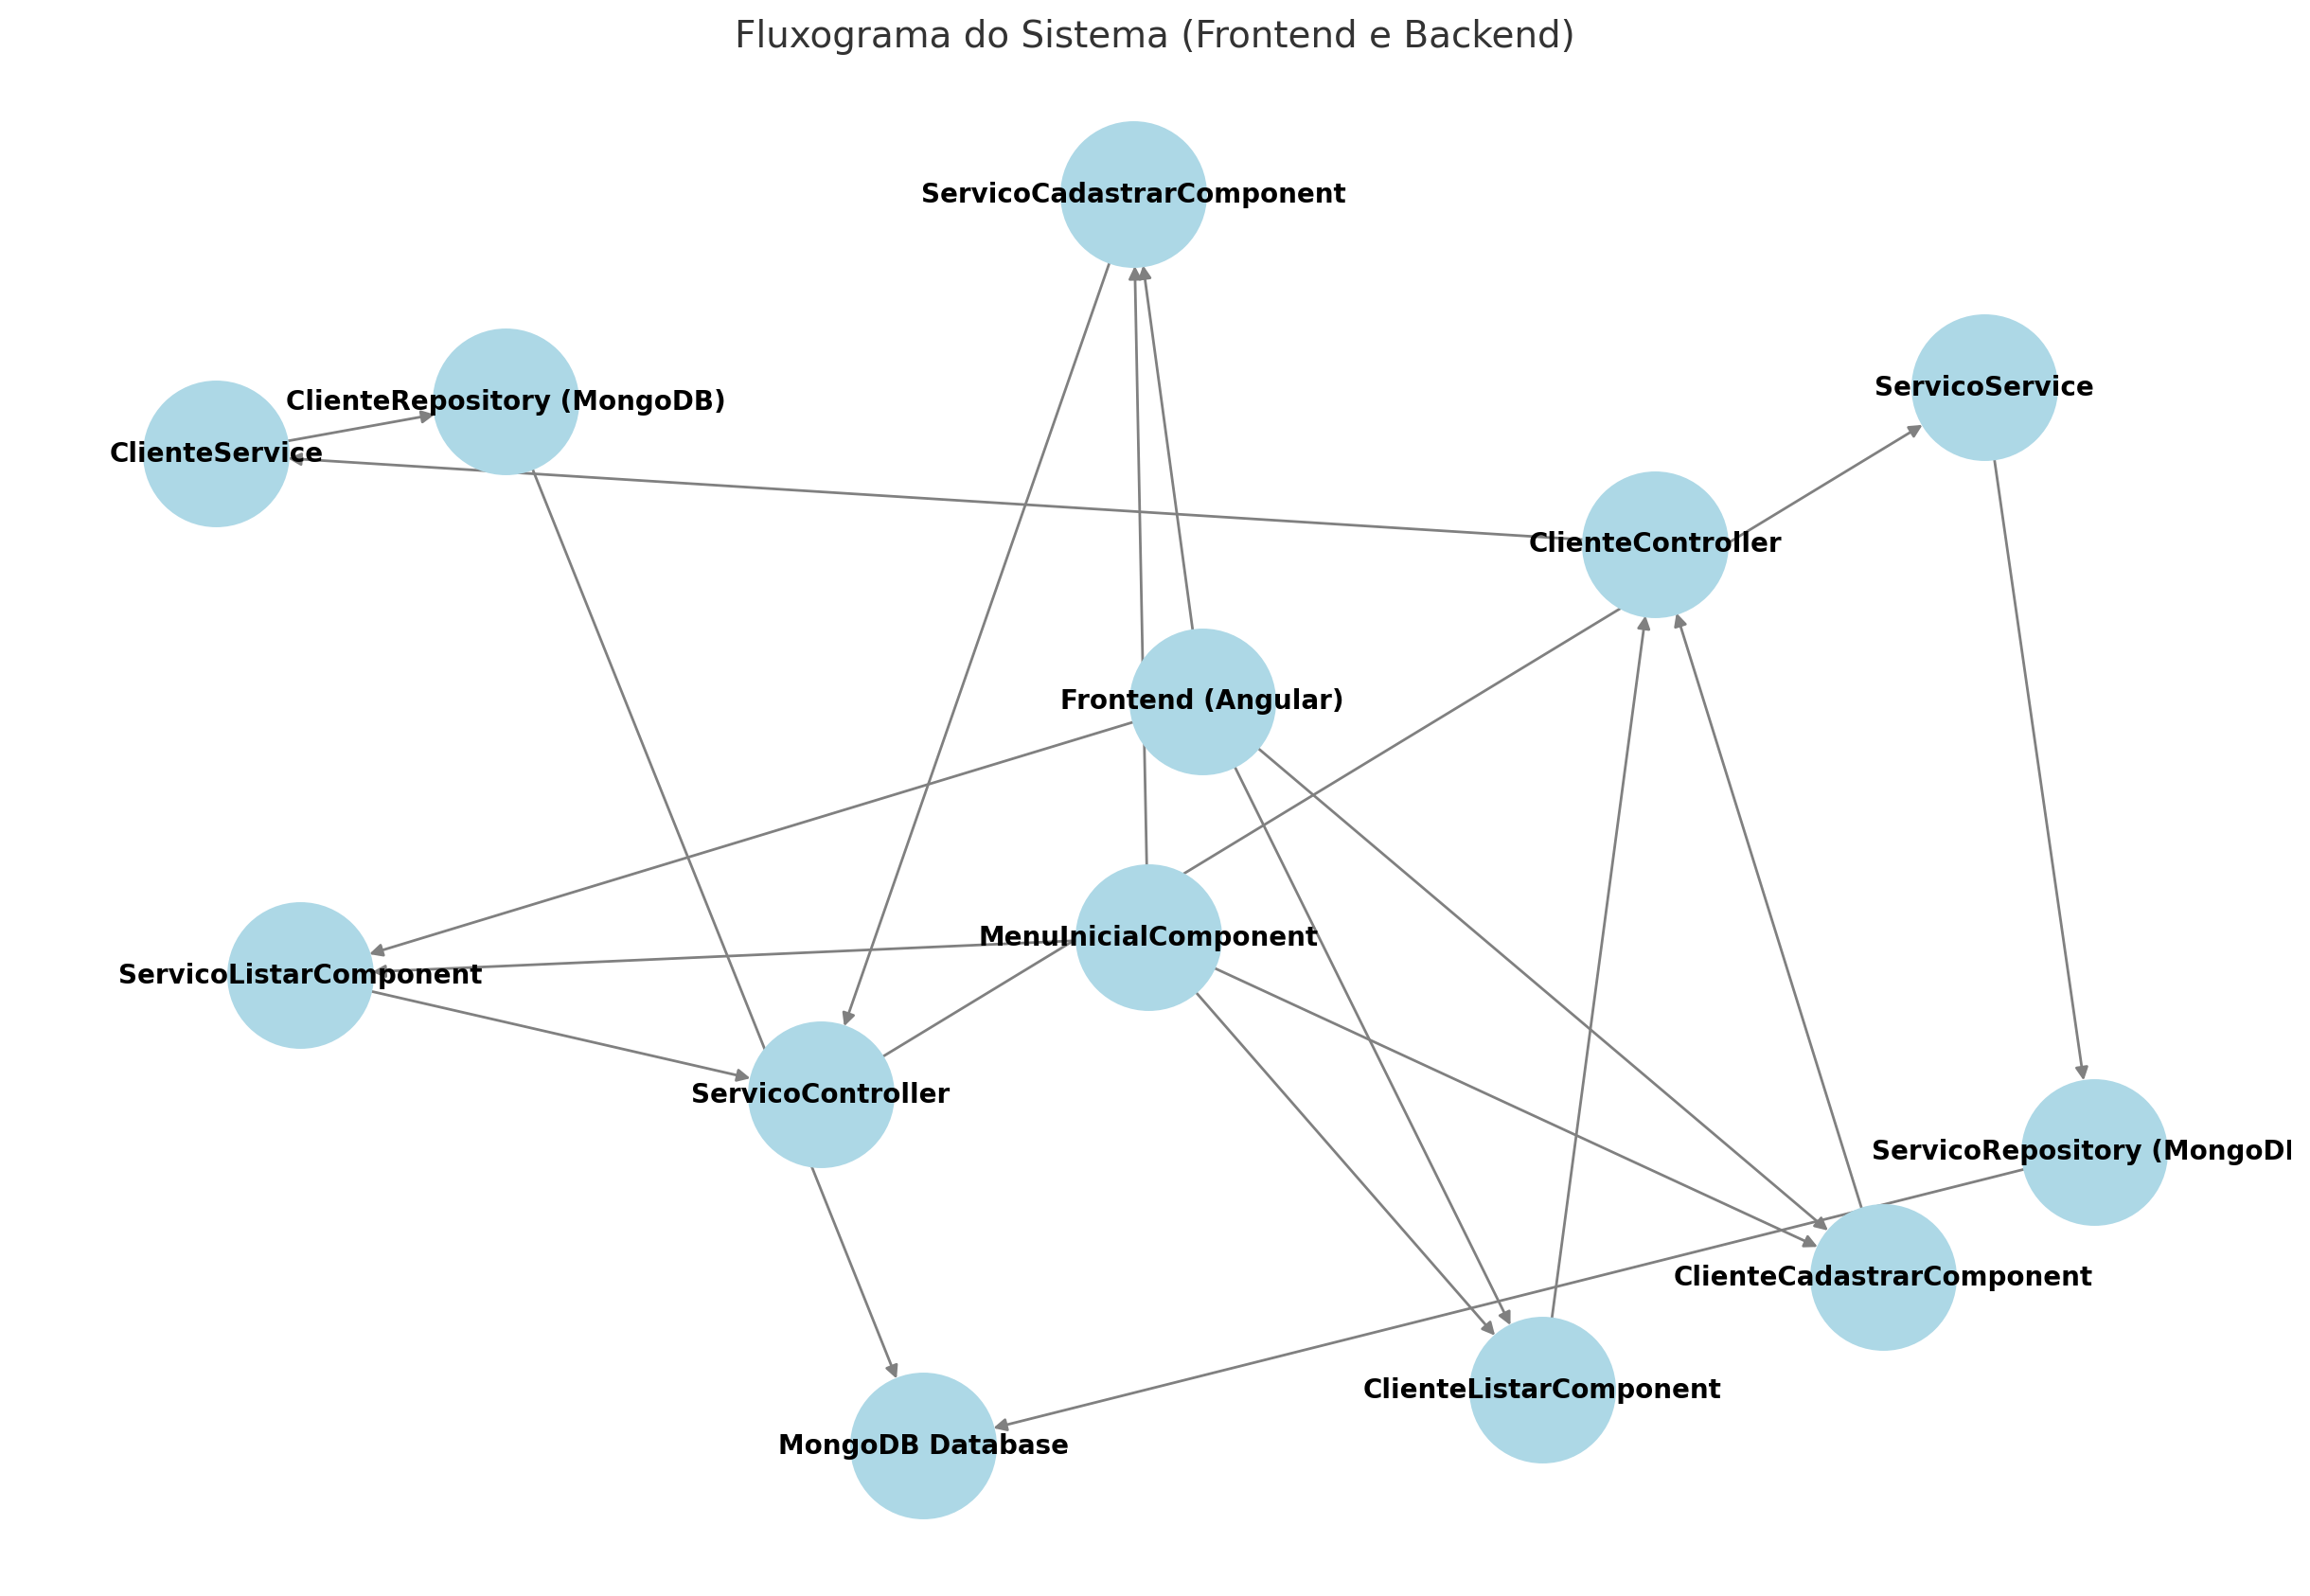 Fluxograma do Sistema (Frontend e Backend)
ServicoCadastrarComponent
ServicoService
ClienteRepository (MongoDB)
ClienteService
ClienteController
Frontend (Angular)
MenuInicialComponent
ServicoListarComponent
ServicoController
ServicoRepository
ClienteCadastrarComponent
ClienteListarComponent
MongoDB Database